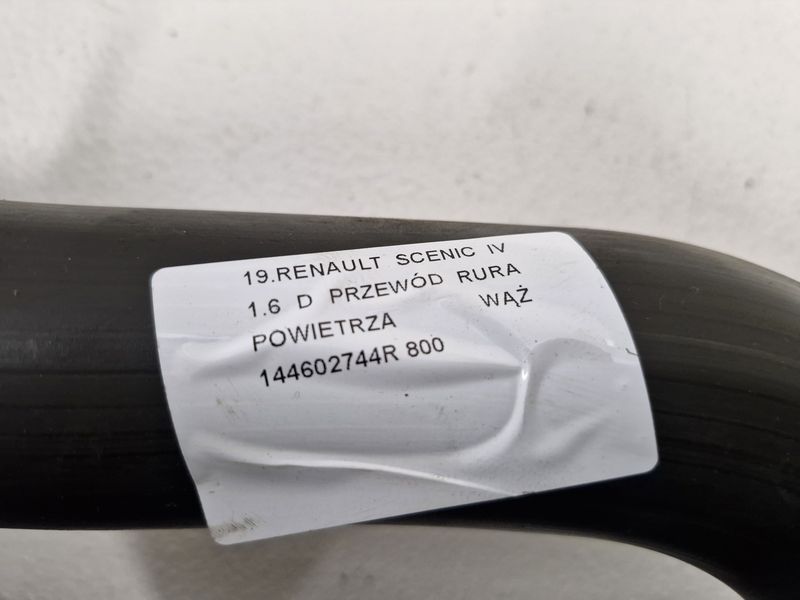 19.RENAULT SCENIC IV
1.6 D PRZEWÓD RURA
POWIETRZA WĄŻ
144602744R 800